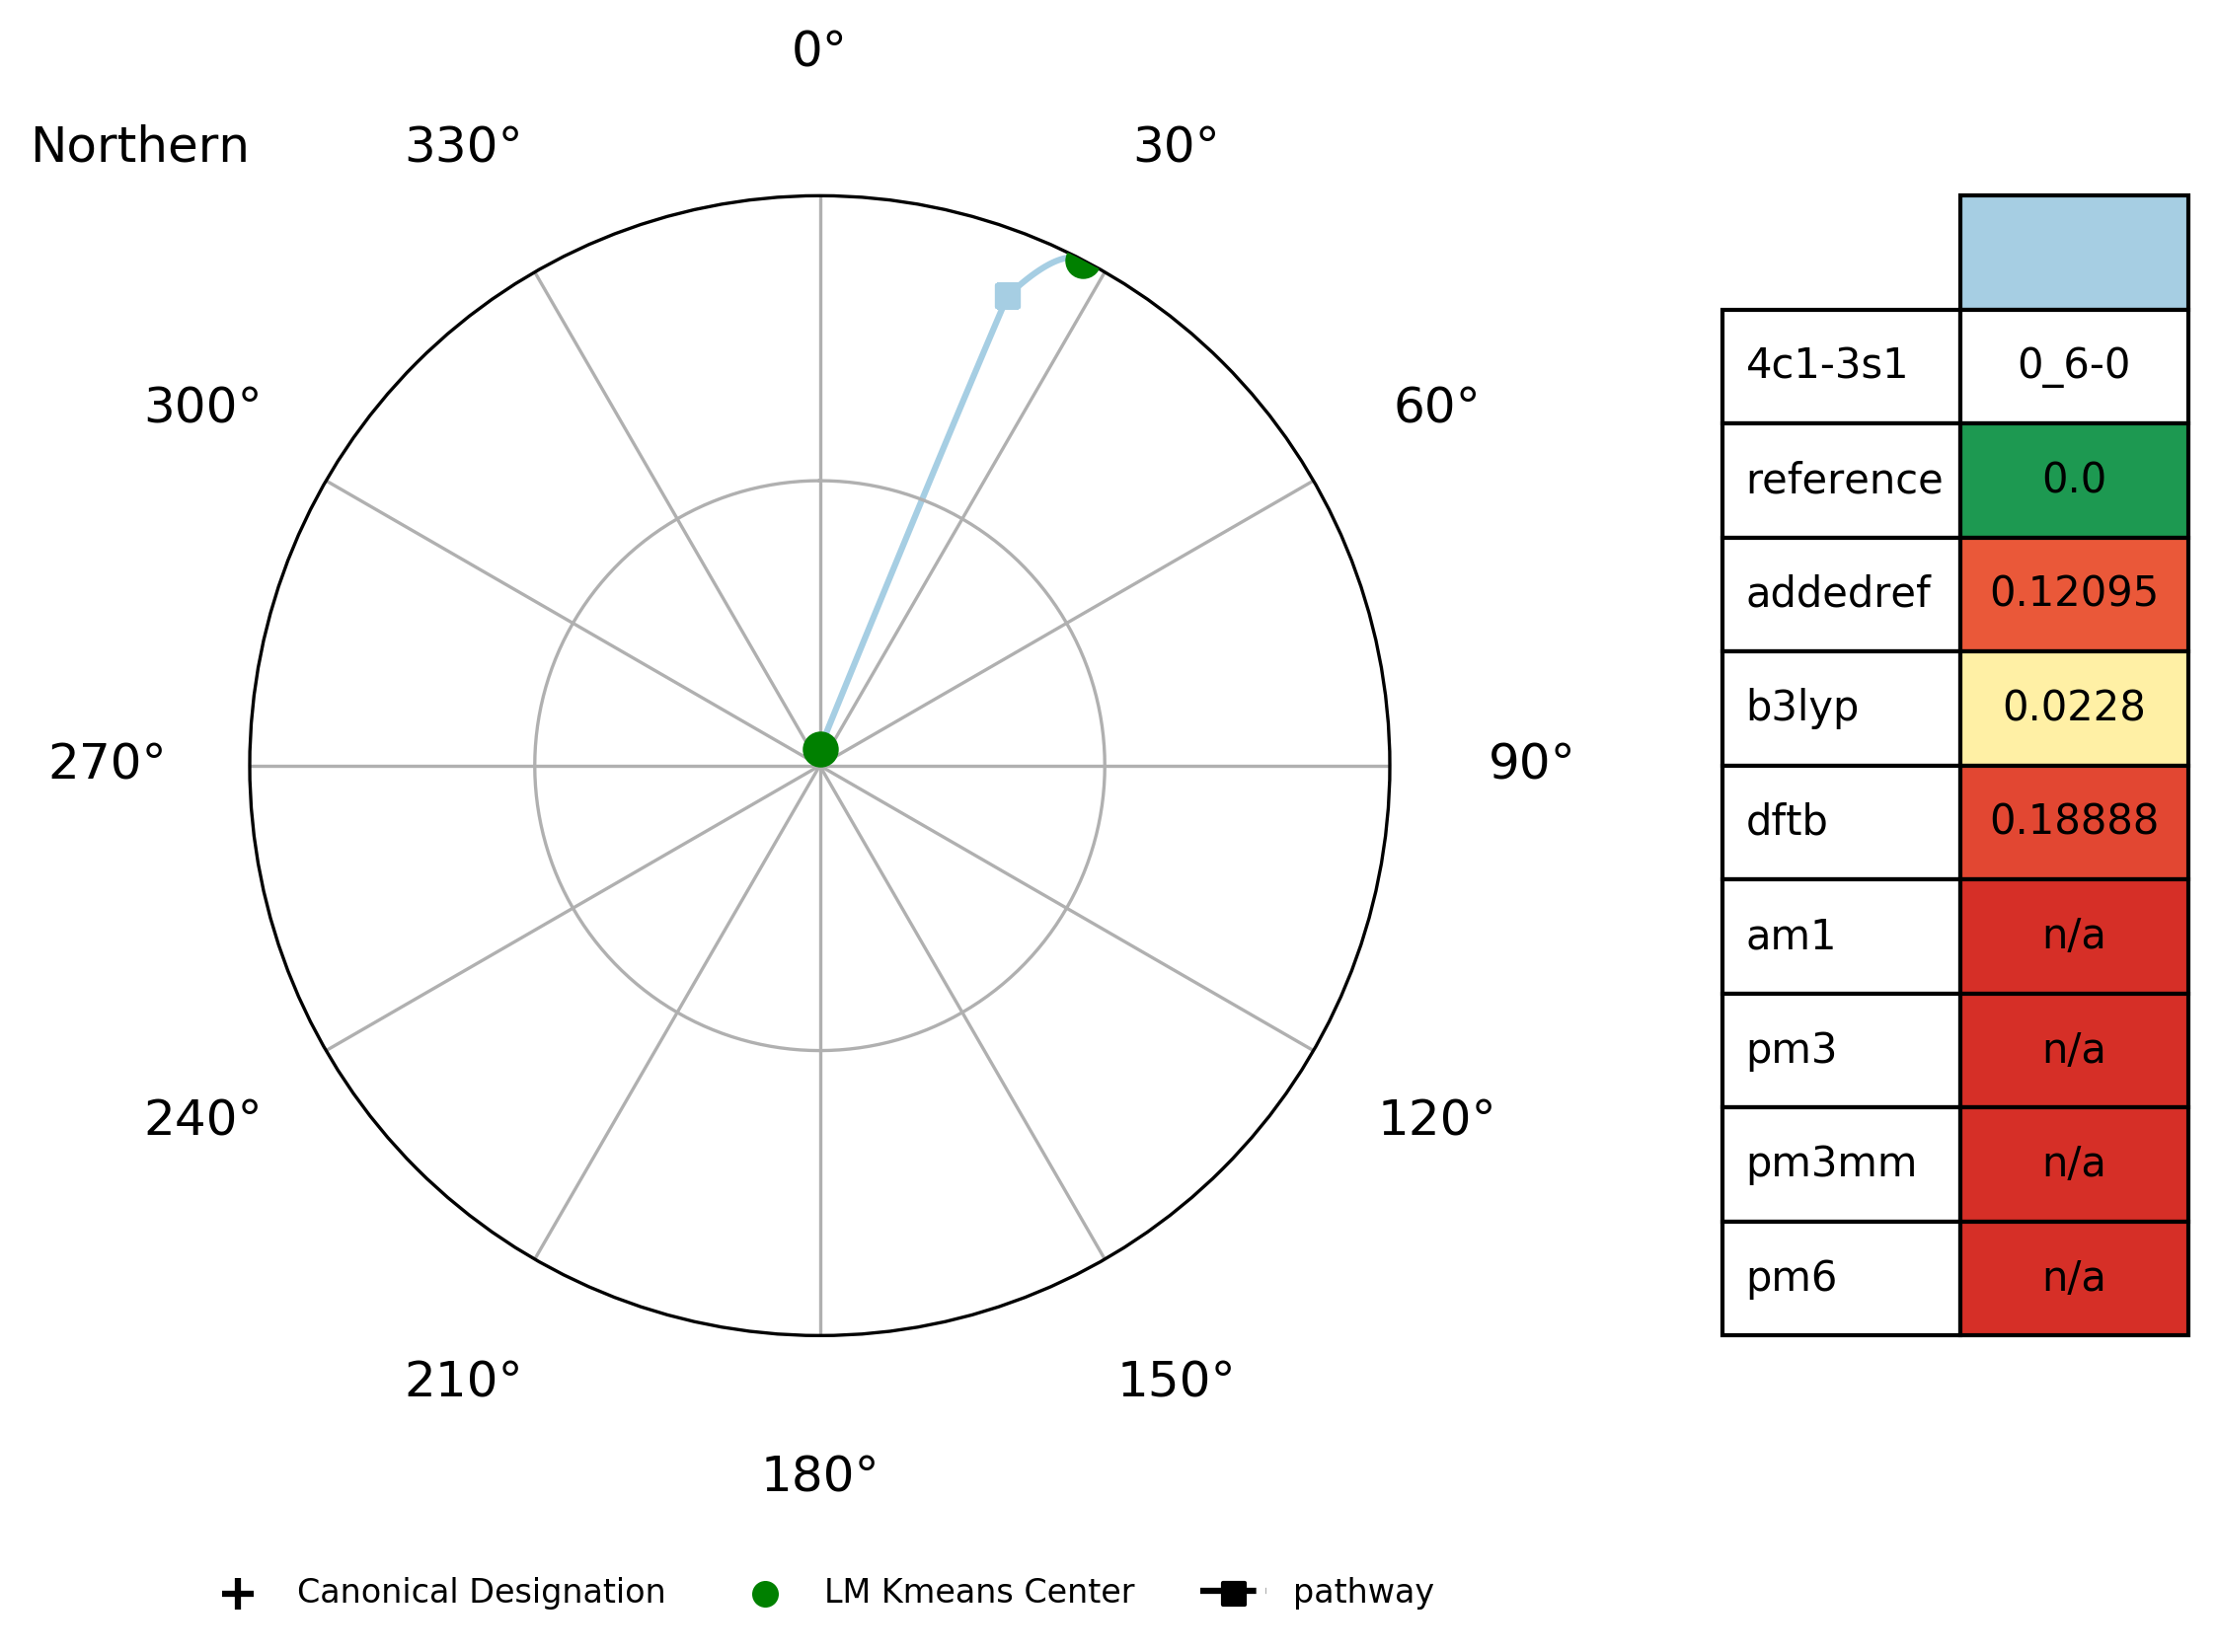 0°
Northern
330°
30°
300°
60°
270°
90°
240°
120°
210°
150°
180°
4c1-3s1 0_6-0
reference 0.0
addedref 0.12095
b3lyp 0.0228
dftb 0.18888
am1 n/a
pm3 n/a
pm3mm n/a
pm6 n/a
Canonical Designation
LM Kmeans Center
pathway